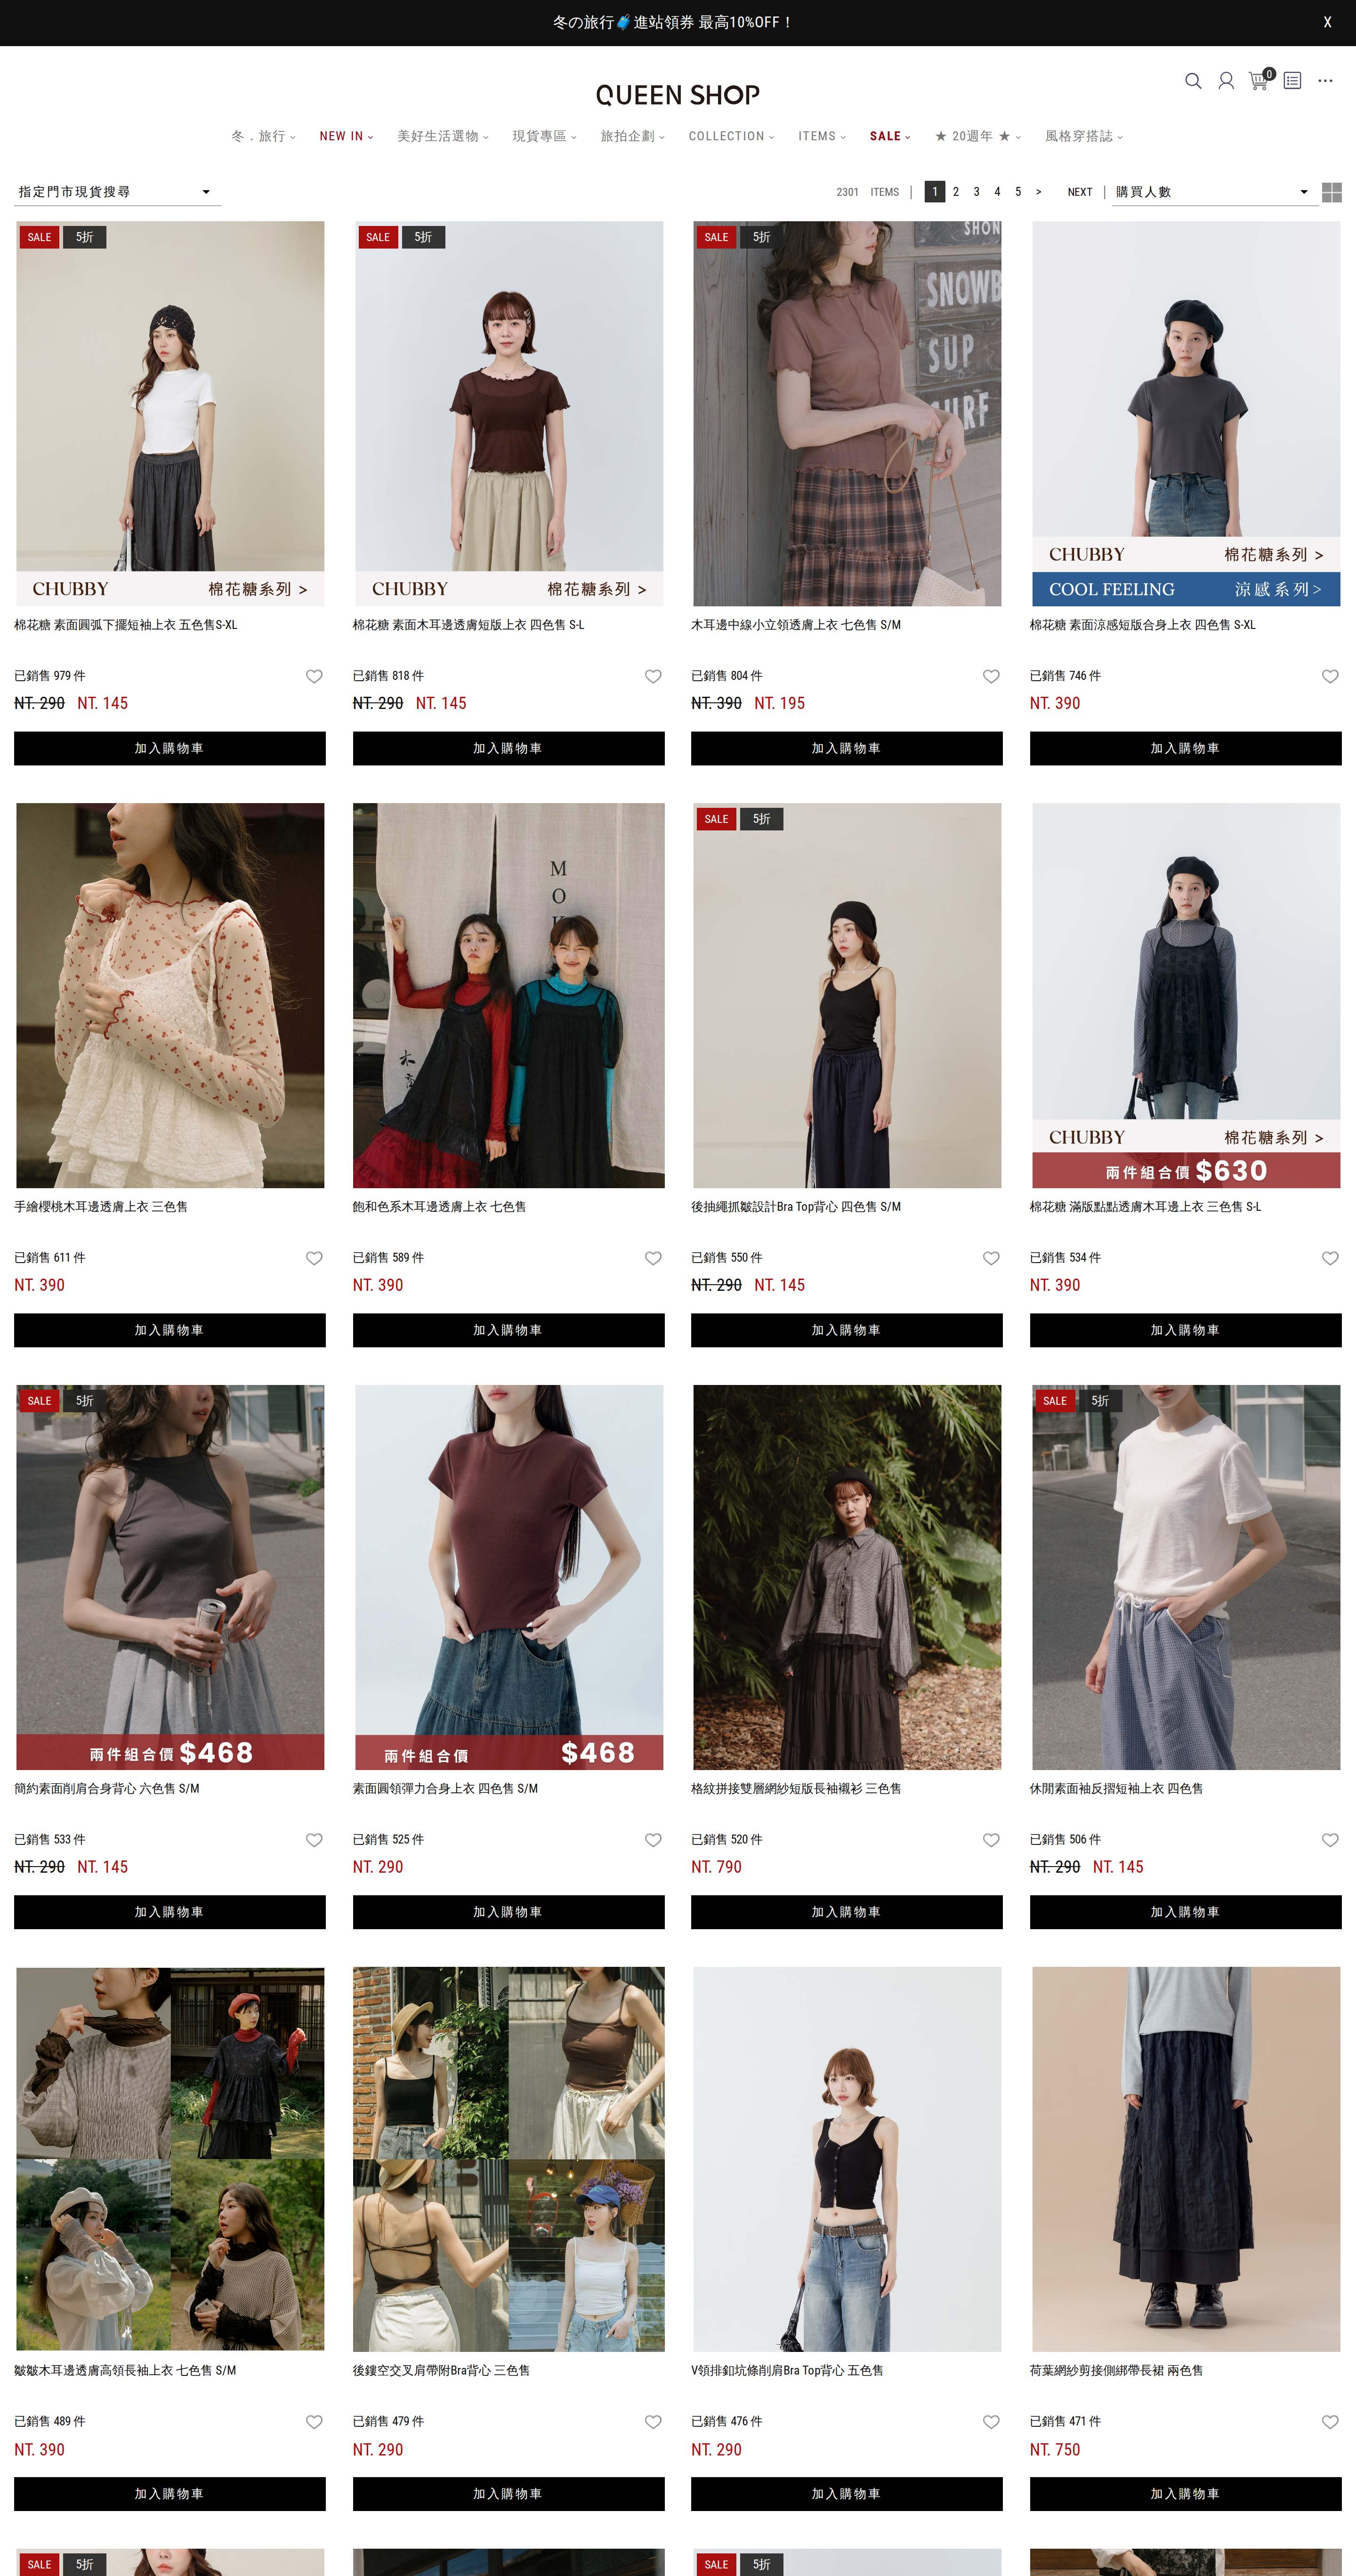 冬の旅行🧳進站領券 最高10%OFF！
X
0
QUEEN SHOP
冬．旅行
NEW IN
美好生活選物
現貨專區
旅拍企劃
COLLECTION
ITEMS
SALE
★ 20週年 ★
風格穿搭誌
指定門市現貨搜尋
2301 ITEMS
1 2 3 4 5 > NEXT
購買人數
SALE 5折
SALE 5折
SALE 5折
SHON
SNOWB
SUP
SURF
CHUBBY 棉花糖系列 >
CHUBBY 棉花糖系列 >
CHUBBY 棉花糖系列 >
COOL FEELING 涼感系列>
棉花糖 素面圓弧下擺短袖上衣 五色售S-XL
棉花糖 素面木耳邊透膚短版上衣 四色售 S-L
木耳邊中線小立領透膚上衣 七色售 S/M
棉花糖 素面涼感短版合身上衣 四色售 S-XL
已銷售 979 件
已銷售 818 件
已銷售 804 件
已銷售 746 件
NT. 290 NT. 145
NT. 290 NT. 145
NT. 390 NT. 195
NT. 390
加入購物車
加入購物車
加入購物車
加入購物車
M
O
SALE 5折
CHUBBY 棉花糖系列 >
兩件組合價 $630
手繪櫻桃木耳邊透膚上衣 三色售
飽和色系木耳邊透膚上衣 七色售
後抽繩抓皺設計Bra Top背心 四色售 S/M
棉花糖 滿版點點透膚木耳邊上衣 三色售 S-L
已銷售 611 件
已銷售 589 件
已銷售 550 件
已銷售 534 件
NT. 390
NT. 390
NT. 290 NT. 145
NT. 390
加入購物車
加入購物車
加入購物車
加入購物車
SALE 5折
SALE 5折
兩件組合價 $468
兩件組合價 $468
簡約素面削肩合身背心 六色售 S/M
素面圓領彈力合身上衣 四色售 S/M
格紋拼接雙層網紗短版長袖襯衫 三色售
休閒素面袖反摺短袖上衣 四色售
已銷售 533 件
已銷售 525 件
已銷售 520 件
已銷售 506 件
NT. 290 NT. 145
NT. 290
NT. 790
NT. 290 NT. 145
加入購物車
加入購物車
加入購物車
加入購物車
皺皺木耳邊透膚高領長袖上衣 七色售 S/M
後鏤空交叉肩帶附Bra背心 三色售
V領排釦坑條削肩Bra Top背心 五色售
荷葉網紗剪接側綁帶長裙 兩色售
已銷售 489 件
已銷售 479 件
已銷售 476 件
已銷售 471 件
NT. 390
NT. 290
NT. 290
NT. 750
加入購物車
加入購物車
加入購物車
加入購物車
SALE 5折
SALE 5折